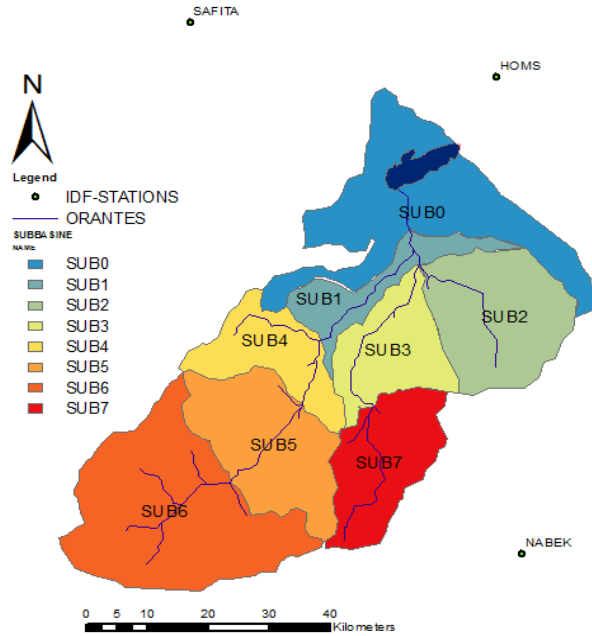 SAFITA
HOMS
N
Legend
IDF-STATIONS
ORANTES
SUBBASINE
NAME
SUB0
SUB1
SUB2
SUB3
SUB4
SUB5
SUB6
SUB7
SUB0
SUB1
SUB2
SUB3
SUB4
SUB5
SUB7
SUB6
NABEK
0 5 10 20 30 40
Kilometers